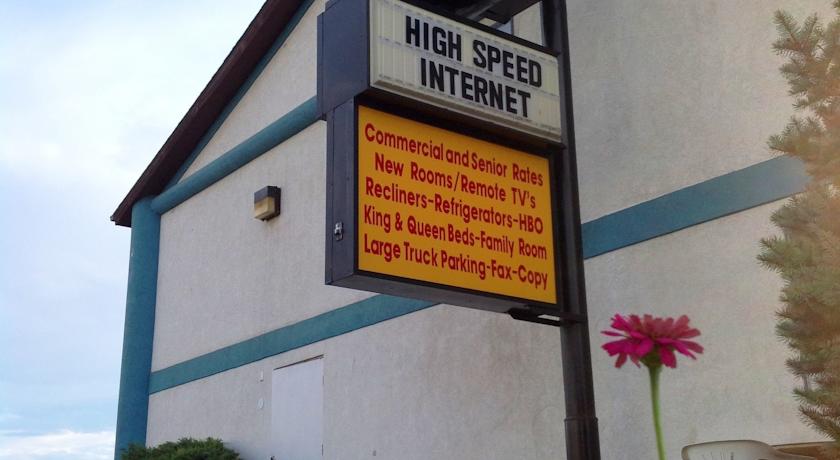 HIGH SPEED
INTERNET
Commercial and Senior Rates
New Rooms/Remote TV's
Recliners-Refrigerators-HBO
King & Queen Beds-Family Room
Large Truck Parking-Fax-Copy